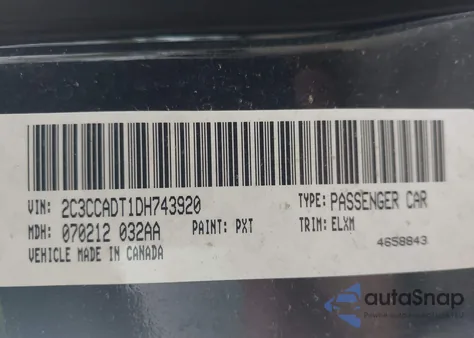 VIN: 2C3CCADT1DH743920 TYPE: PASSENGER CAR
MDH: 070212 032AA PAINT: PXT TRIM: ELXM
VEHICLE MADE IN CANADA 4658843
autoSnap